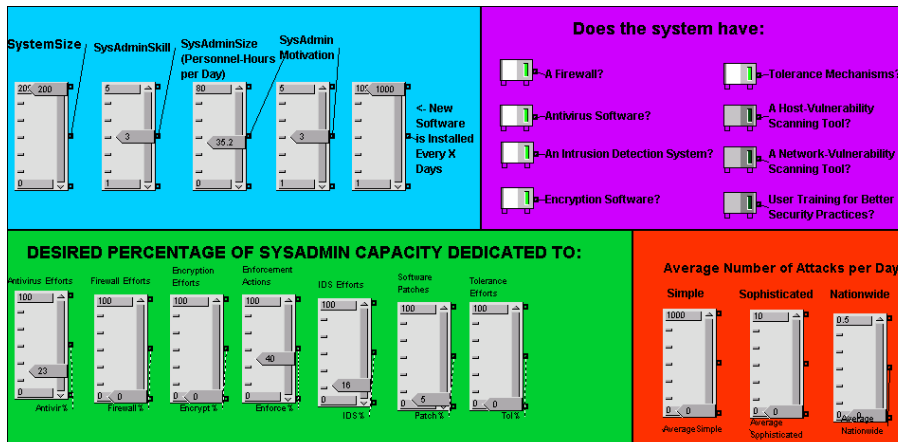 SystemSize
SysAdminSkill
SysAdminSize
(Personnel-Hours
per Day)
SysAdmin
Motivation
200
5
80
5
1000
3
35.2
3
0
1
0
1
1
<- New
Software
is Installed
Every X
Days
Does the system have:
A Firewall?
Tolerance Mechanisms?
Antivirus Software?
A Host-Vulnerability
Scanning Tool?
An Intrusion Detection System?
A Network-Vulnerability
Scanning Tool?
Encryption Software?
User Training for Better
Security Practices?
DESIRED PERCENTAGE OF SYSADMIN CAPACITY DEDICATED TO:
Antivirus Efforts
Firewall Efforts
Encryption
Efforts
Enforcement
Actions
IDS Efforts
Software
Patches
Tolerance
Efforts
100
100
100
100
100
100
100
23
0
0
40
16
5
0
0
0
0
0
0
0
0
Antivir%
Firewall%
Encrypt%
Enforce%
IDS%
Patch%
Tol%
Average Number of Attacks per Day
Simple
Sophisticated
Nationwide
1000
10
0.5
0
0
0
0
0
0
Average Simple
Average
Sophisticated
Average
Nationwide